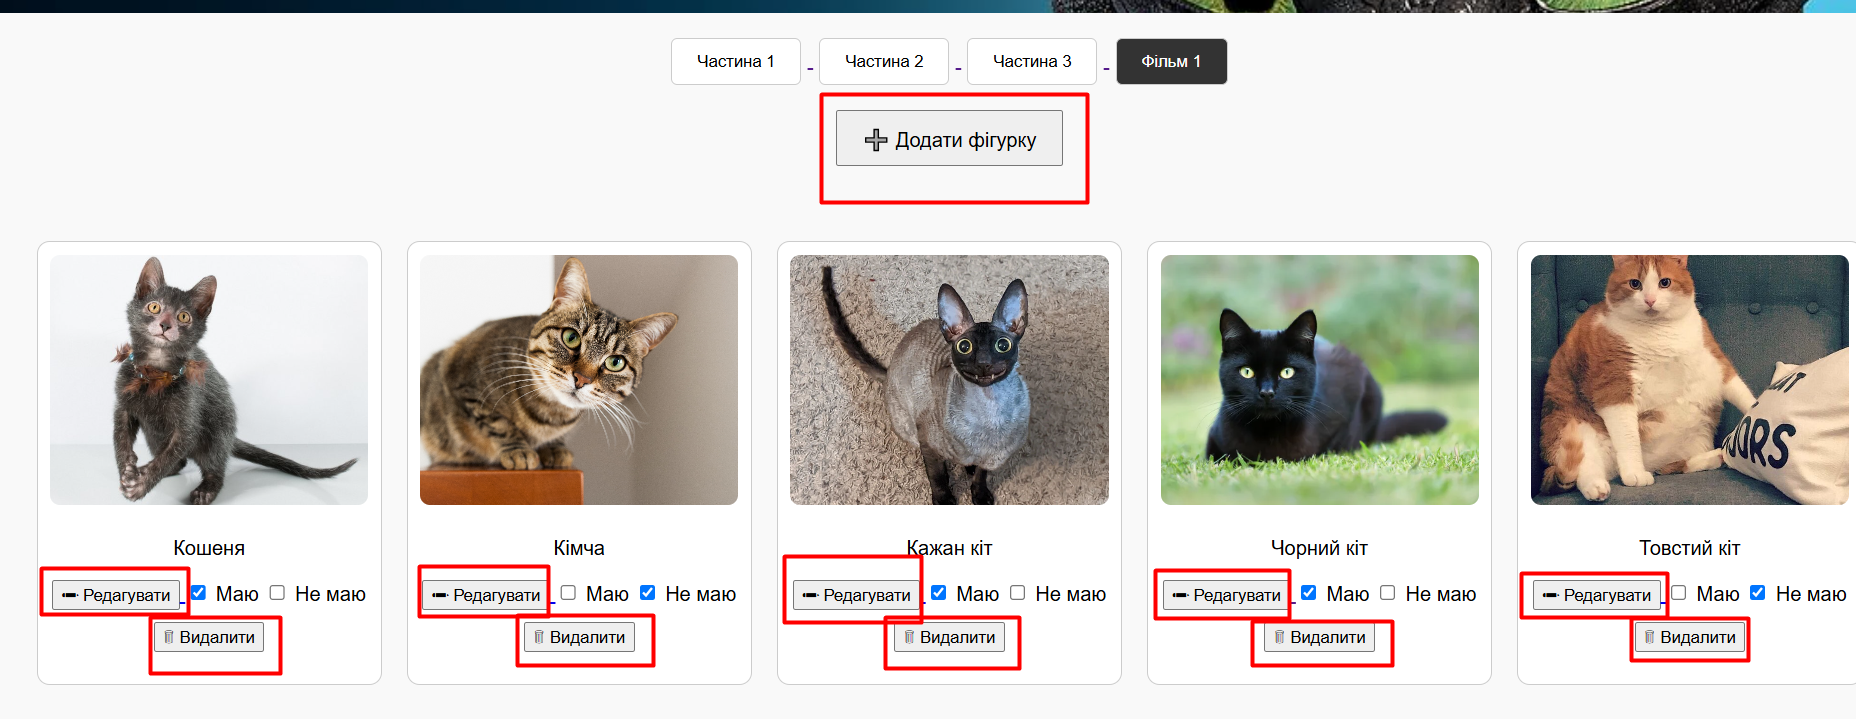 Частина 1 - Частина 2 - Частина 3 - Фільм 1
Додати фігурку
Кошеня
Редагувати Маю Не маю
Видалити
Кімча
Редагувати Маю Не маю
Видалити
Кажан кіт
Редагувати Маю Не маю
Видалити
Чорний кіт
Редагувати Маю Не маю
Видалити
Товстий кіт
Редагувати Маю Не маю
Видалити